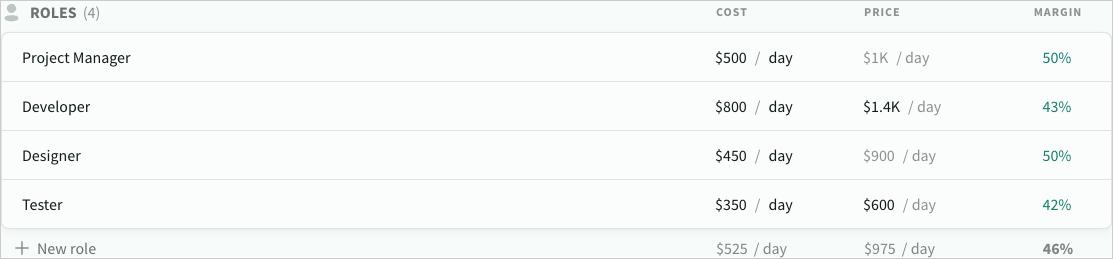 ROLES (4) COST PRICE MARGIN
Project Manager $500 / day $1K / day 50%
Developer $800 / day $1.4K / day 43%
Designer $450 / day $900 / day 50%
Tester $350 / day $600 / day 42%
New role $525 / day $975 / day 46%